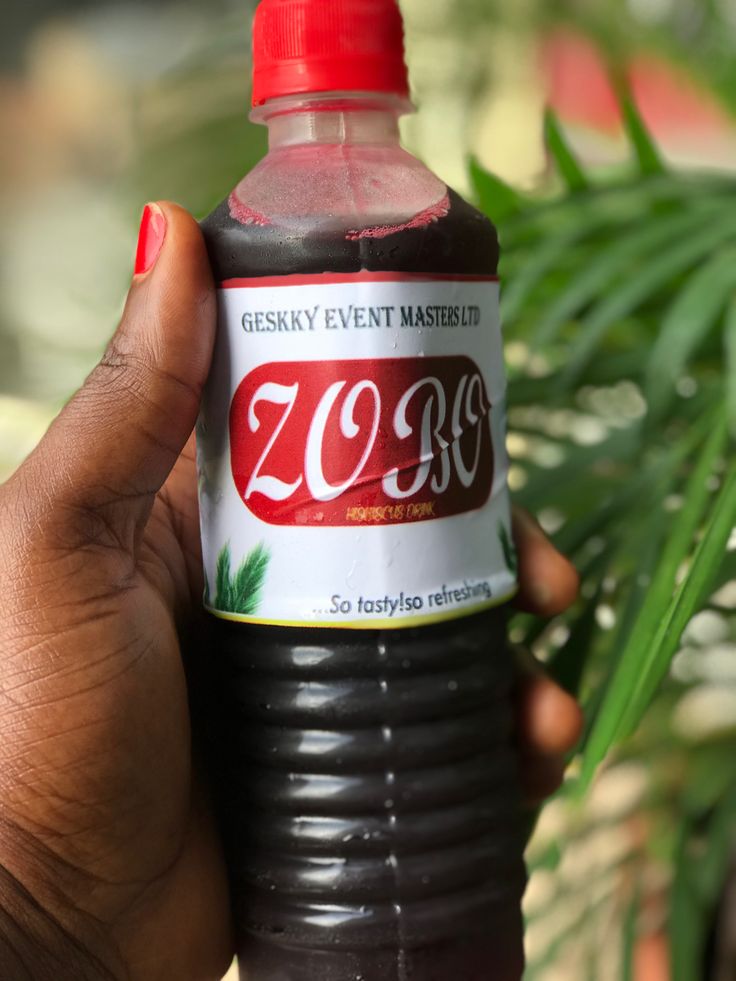 GESKKY EVENT MASTERS LTD
ZOBO
HIBISCUS DRINK
...So tasty!so refreshing